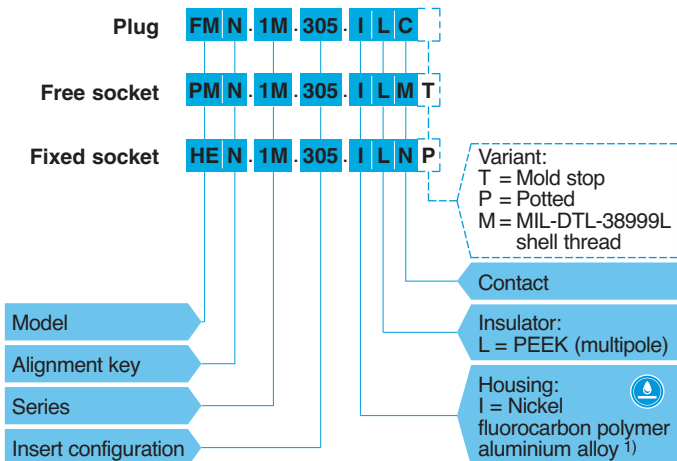 Plug FM N . 1M . 305 . I L C
Free socket PM N . 1M . 305 . I L M T
Fixed socket HE N . 1M . 305 . I L N P
Variant:
T = Mold stop
P = Potted
M = MIL-DTL-38999L
shell thread
Contact
Insulator:
L = PEEK (multipole)
Housing:
I = Nickel
fluorocarbon polymer
aluminium alloy 1)
Model
Alignment key
Series
Insert configuration